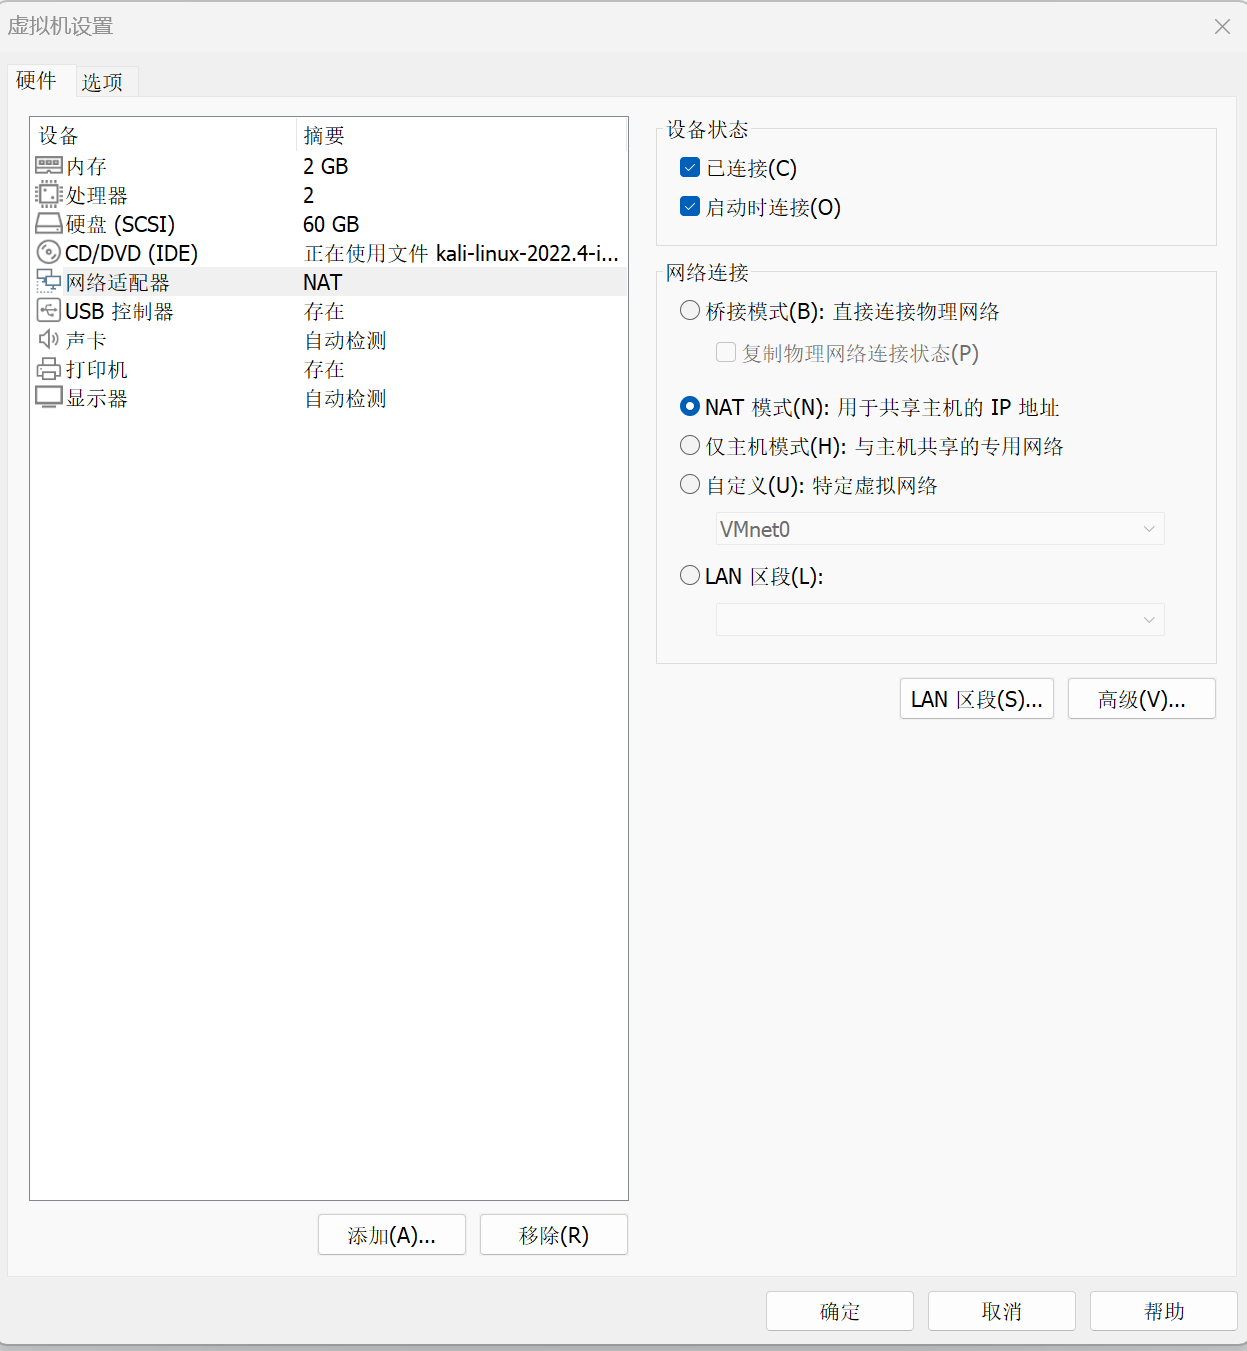 虚拟机设置
硬件 选项
设备 摘要
内存 2 GB
处理器 2
硬盘 (SCSI) 60 GB
CD/DVD (IDE) 正在使用文件 kali-linux-2022.4-i...
网络适配器 NAT
USB 控制器 存在
声卡 自动检测
打印机 存在
显示器 自动检测
添加(A)... 移除(R)
设备状态
已连接(C)
启动时连接(O)
网络连接
桥接模式(B): 直接连接物理网络
复制物理网络连接状态(P)
NAT 模式(N): 用于共享主机的 IP 地址
仅主机模式(H): 与主机共享的专用网络
自定义(U): 特定虚拟网络
VMnet0
LAN 区段(L):
LAN 区段(S)... 高级(V)...
确定 取消 帮助